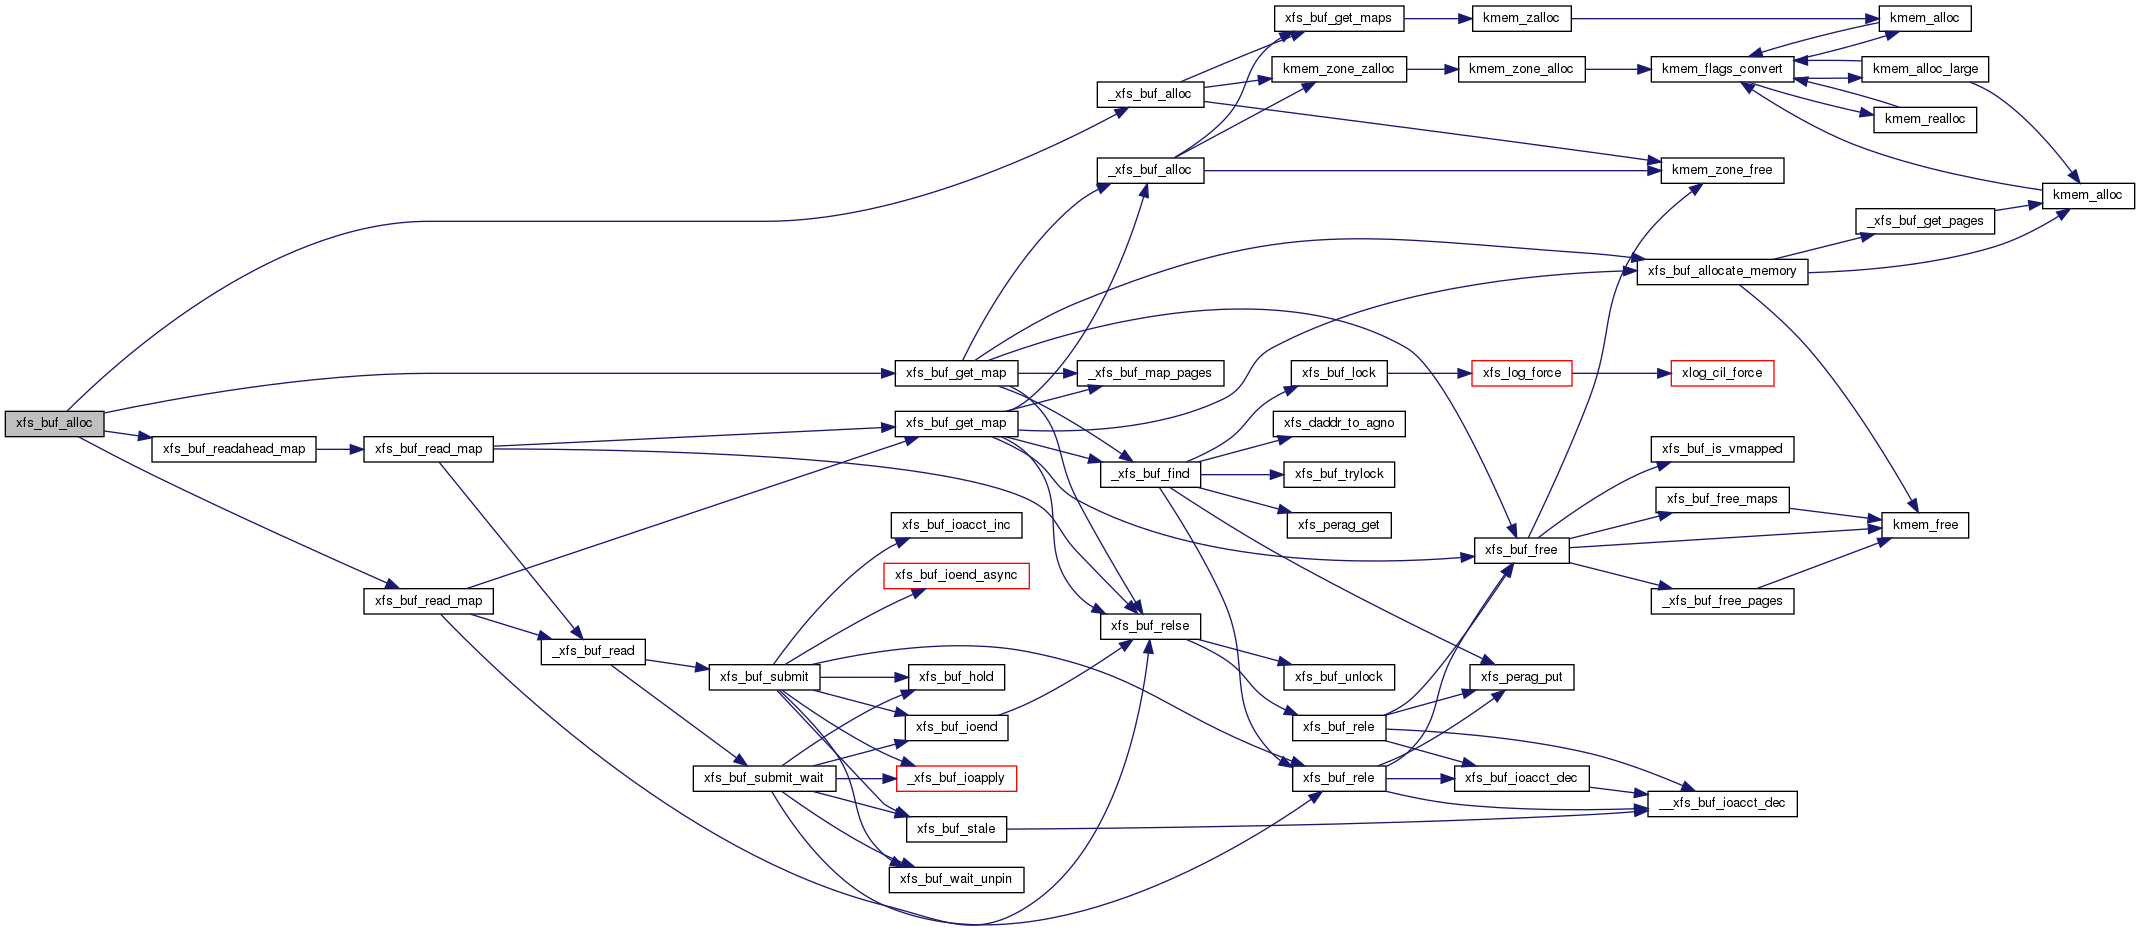 xfs_buf_get_maps
kmem_zalloc
kmem_alloc
kmem_zone_zalloc
kmem_zone_alloc
kmem_flags_convert
kmem_alloc_large
_xfs_buf_alloc
kmem_realloc
_xfs_buf_alloc
kmem_zone_free
kmem_alloc
_xfs_buf_get_pages
xfs_buf_allocate_memory
xfs_buf_get_map
_xfs_buf_map_pages
xfs_buf_lock
xfs_log_force
xlog_cil_force
xfs_buf_alloc
xfs_buf_get_map
xfs_daddr_to_agno
xfs_buf_readahead_map
xfs_buf_read_map
xfs_buf_is_vmapped
_xfs_buf_find
xfs_buf_trylock
xfs_buf_free_maps
xfs_buf_ioacct_inc
xfs_perag_get
kmem_free
xfs_buf_free
xfs_buf_ioend_async
xfs_buf_read_map
_xfs_buf_free_pages
xfs_buf_relse
_xfs_buf_read
xfs_buf_submit
xfs_buf_hold
xfs_buf_unlock
xfs_perag_put
xfs_buf_ioend
xfs_buf_rele
xfs_buf_submit_wait
_xfs_buf_ioapply
xfs_buf_rele
xfs_buf_ioacct_dec
__xfs_buf_ioacct_dec
xfs_buf_stale
xfs_buf_wait_unpin